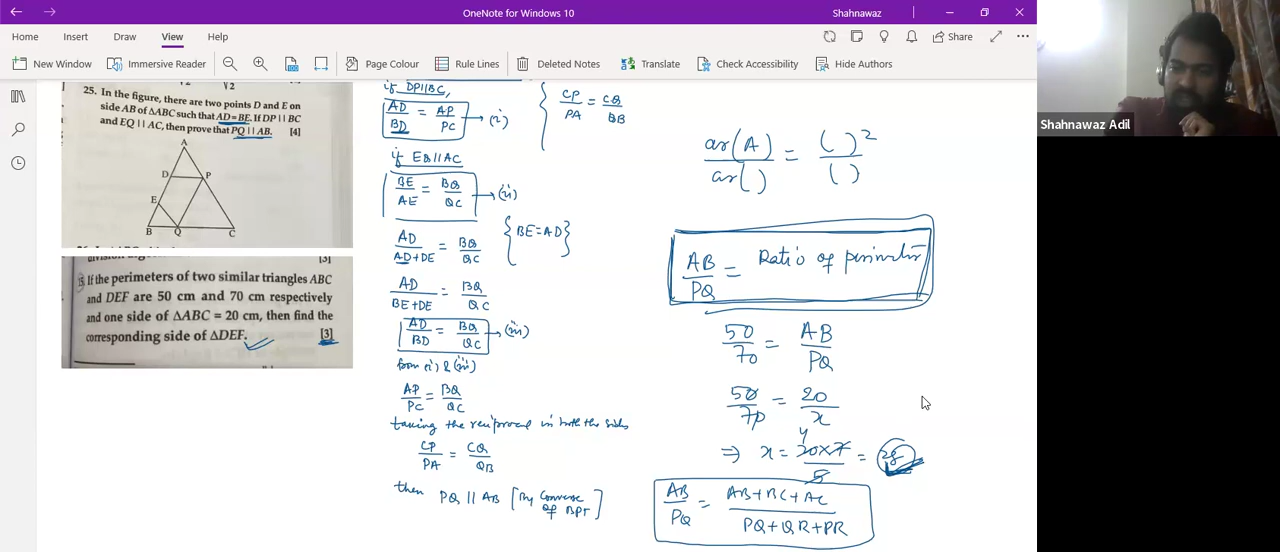 OneNote for Windows 10
Shahnawaz
Home Insert Draw View Help
Share
New Window
Immersive Reader
Page Colour
Rule Lines
Deleted Notes
Translate
Check Accessibility
Hide Authors
Shahnawaz Adil
√2 √2
25. In the figure, there are two points D and E on
side AB of ΔABC such that AD = BE. If DP || BC
and EQ || AC, then prove that PQ || AB. [4]
A
D P
E
B Q C
[3]
15. If the perimeters of two similar triangles ABC
and DEF are 50 cm and 70 cm respectively
and one side of ΔABC = 20 cm, then find the
corresponding side of ΔDEF. [3]
if DP||BC,
AD/BD = AP/PC → (i)
CP/PA = CQ/QB
if EQ||AC
BE/AE = BQ/QC → (ii)
AD/AD+DE = BQ/QC {BE=AD}
AD/BE+DE = BQ/QC
AD/BD = BQ/QC → (iii)
from (i) & (iii)
AP/PC = BQ/QC
taking the reciprocal in both the sides
CP/PA = CQ/QB
then PQ || AB [By converse
of BPT]
ar(A)/ar( ) = ( )²/( )
AB/PQ = Ratio of perimeter
50/70 = AB/PQ
50/70 = 20/x
⇒ x = 20×7/5 = 28
4
AB/PQ = AB+BC+AC/PQ+QR+PR